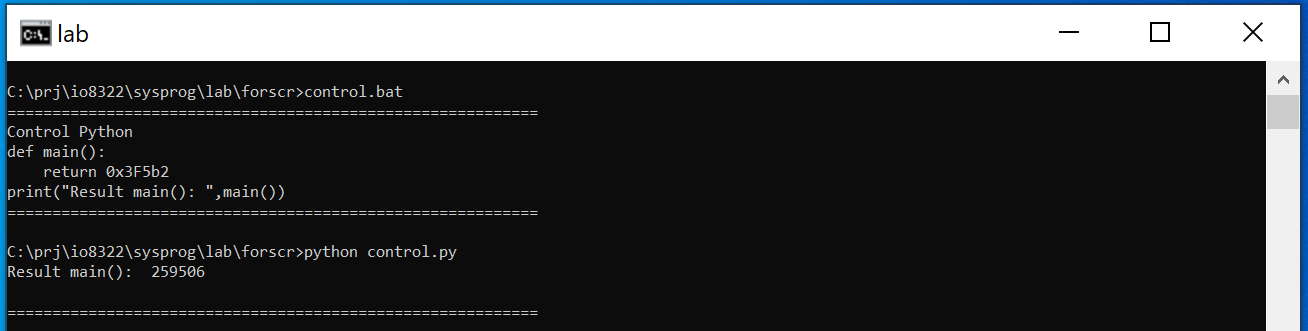 lab
C:\prj\io8322\sysprog\lab\forscr>control.bat
===========================================================
Control Python
def main():
    return 0x3F5b2
print("Result main(): ",main())
===========================================================
C:\prj\io8322\sysprog\lab\forscr>python control.py
Result main():  259506
===========================================================